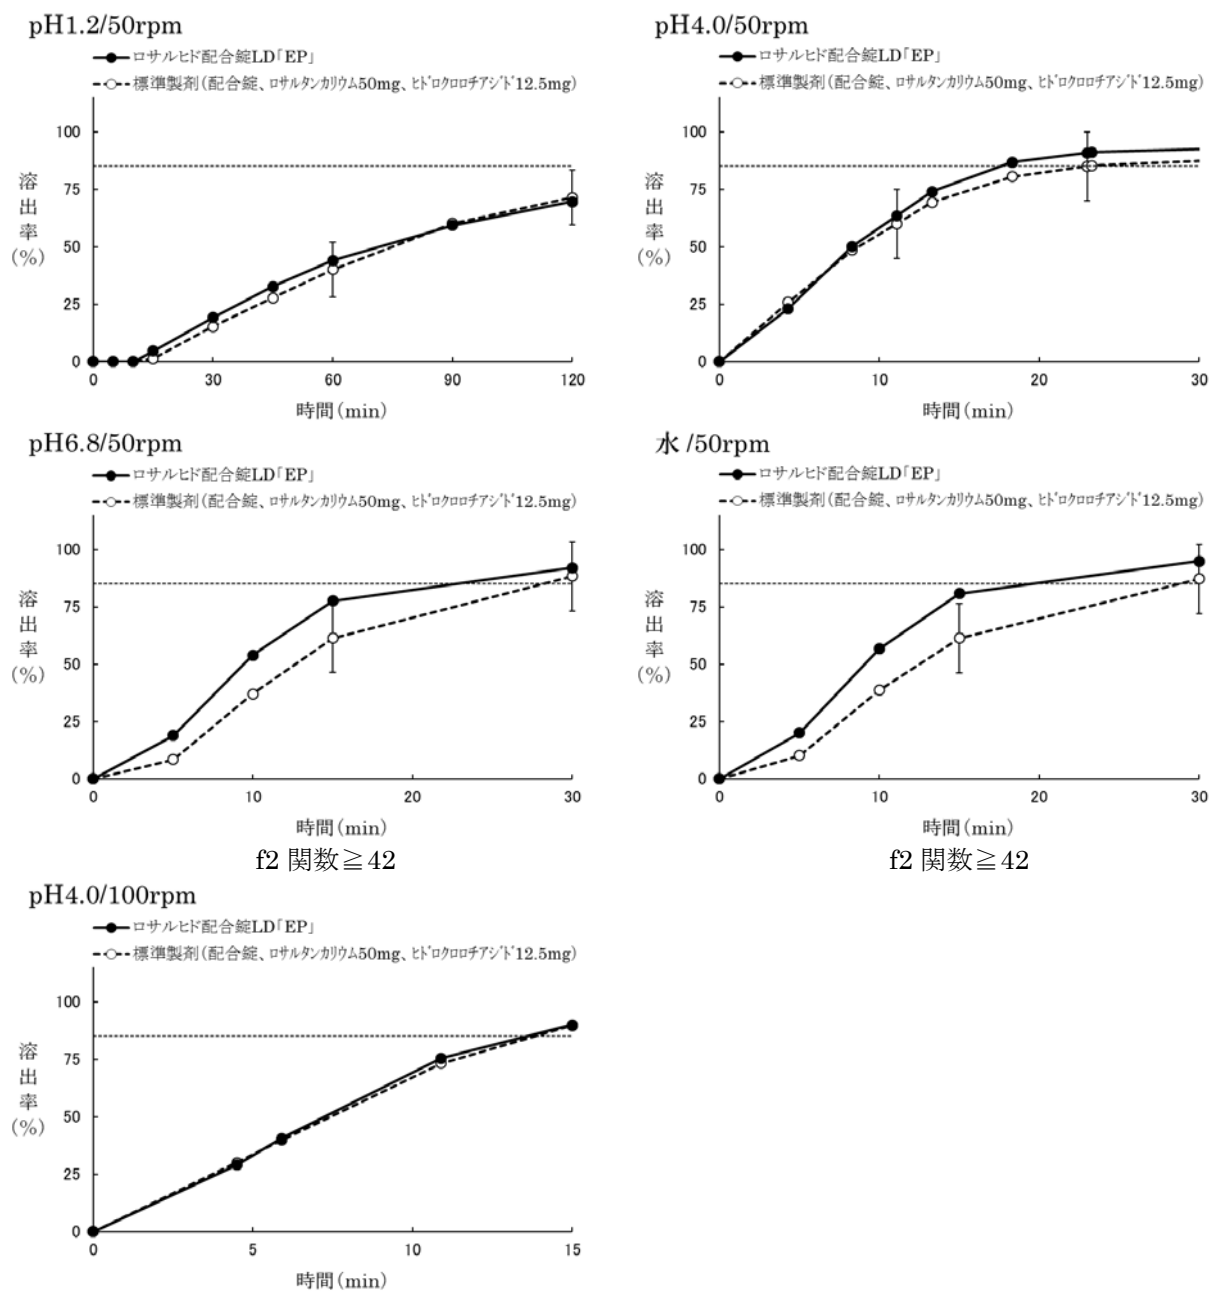 pH1.2/50rpm
ロサルヒド配合錠LD「EP」
標準製剤(配合錠、ロサルタンカリウム50mg、ヒドロクロロチアジド12.5mg)
100
75
50
25
0
溶出率(%)
0 30 60 90 120
時間(min)
pH4.0/50rpm
ロサルヒド配合錠LD「EP」
標準製剤(配合錠、ロサルタンカリウム50mg、ヒドロクロロチアジド12.5mg)
100
75
50
25
0
溶出率(%)
0 10 20 30
時間(min)
pH6.8/50rpm
ロサルヒド配合錠LD「EP」
標準製剤(配合錠、ロサルタンカリウム50mg、ヒドロクロロチアジド12.5mg)
100
75
50
25
0
溶出率(%)
0 10 20 30
時間(min)
f2 関数≧42
水 /50rpm
ロサルヒド配合錠LD「EP」
標準製剤(配合錠、ロサルタンカリウム50mg、ヒドロクロロチアジド12.5mg)
100
75
50
25
0
溶出率(%)
0 10 20 30
時間(min)
f2 関数≧42
pH4.0/100rpm
ロサルヒド配合錠LD「EP」
標準製剤(配合錠、ロサルタンカリウム50mg、ヒドロクロロチアジド12.5mg)
100
75
50
25
0
溶出率(%)
0 5 10 15
時間(min)